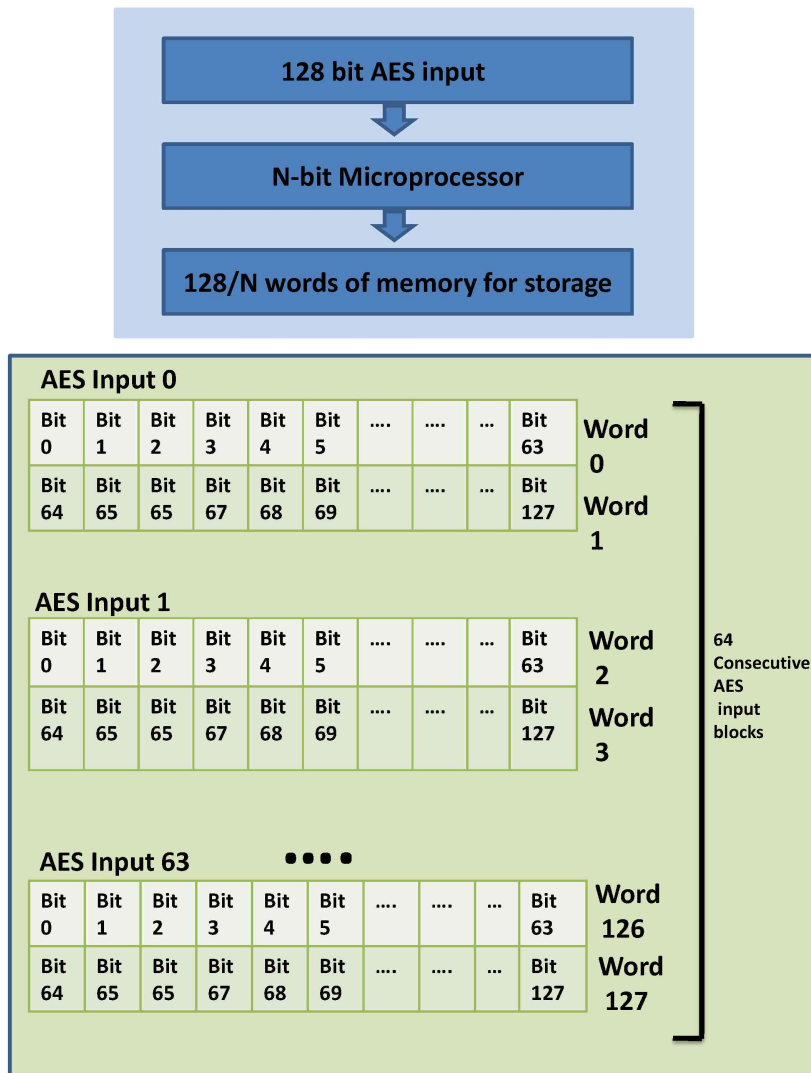 128 bit AES input
N-bit Microprocessor
128/N words of memory for storage
AES Input 0
Bit 0 Bit 1 Bit 2 Bit 3 Bit 4 Bit 5 .... .... ... Bit 63 Word 0
Bit 64 Bit 65 Bit 65 Bit 67 Bit 68 Bit 69 .... .... ... Bit 127 Word 1
AES Input 1
Bit 0 Bit 1 Bit 2 Bit 3 Bit 4 Bit 5 .... .... ... Bit 63 Word 2
Bit 64 Bit 65 Bit 65 Bit 67 Bit 68 Bit 69 .... .... ... Bit 127 Word 3
64
Consecutive
AES
input
blocks
AES Input 63 ....
Bit 0 Bit 1 Bit 2 Bit 3 Bit 4 Bit 5 .... .... ... Bit 63 Word 126
Bit 64 Bit 65 Bit 65 Bit 67 Bit 68 Bit 69 .... .... ... Bit 127 Word 127